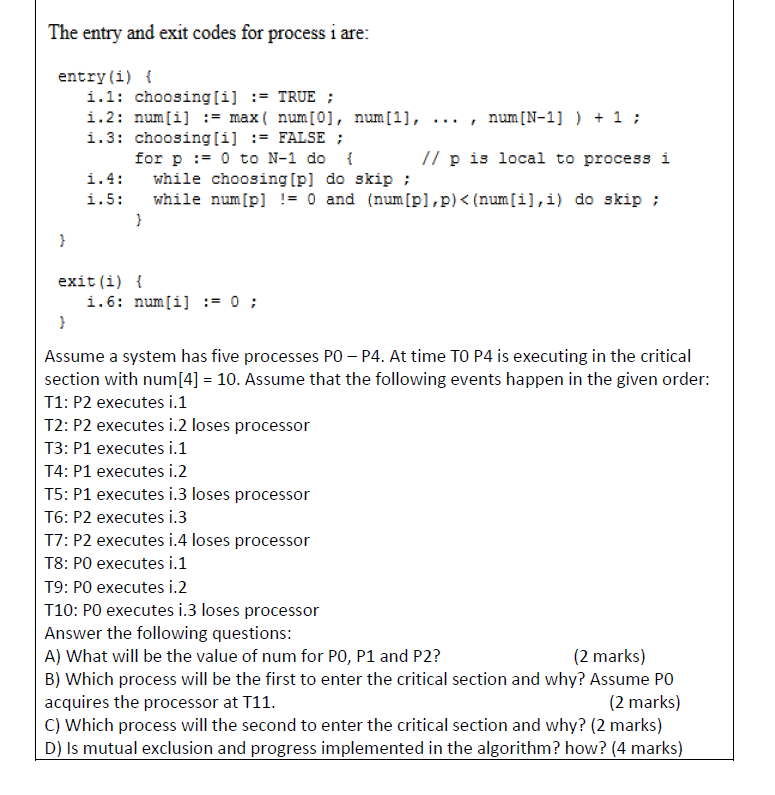 The entry and exit codes for process i are:
entry(i) {
i.1: choosing[i] := TRUE ;
i.2: num[i] := max( num[0], num[1], ... , num[N-1] ) + 1 ;
i.3: choosing[i] := FALSE ;
for p := 0 to N-1 do { // p is local to process i
i.4: while choosing[p] do skip ;
i.5: while num[p] != 0 and (num[p],p)<(num[i],i) do skip ;
}
}
exit(i) {
i.6: num[i] := 0 ;
}
Assume a system has five processes P0 – P4. At time T0 P4 is executing in the critical
section with num[4] = 10. Assume that the following events happen in the given order:
T1: P2 executes i.1
T2: P2 executes i.2 loses processor
T3: P1 executes i.1
T4: P1 executes i.2
T5: P1 executes i.3 loses processor
T6: P2 executes i.3
T7: P2 executes i.4 loses processor
T8: P0 executes i.1
T9: P0 executes i.2
T10: P0 executes i.3 loses processor
Answer the following questions:
A) What will be the value of num for P0, P1 and P2? (2 marks)
B) Which process will be the first to enter the critical section and why? Assume P0
acquires the processor at T11. (2 marks)
C) Which process will the second to enter the critical section and why? (2 marks)
D) Is mutual exclusion and progress implemented in the algorithm? how? (4 marks)